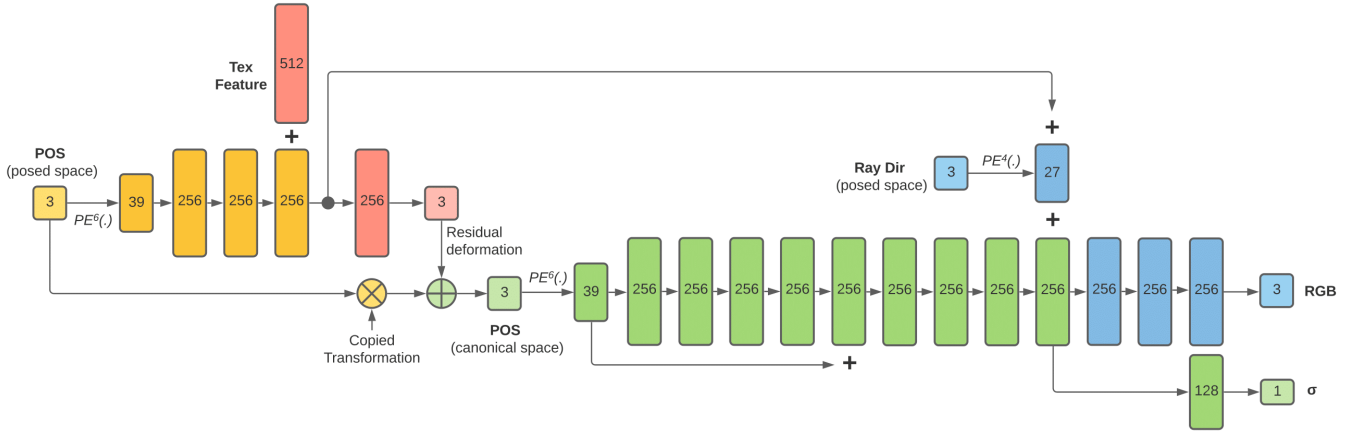 Tex
Feature
512
+
POS
(posed space)
3
PE⁶(.)
39
256
256
256
256
3
Residual
deformation
+
Ray Dir
(posed space)
3
PE⁴(.)
27
+
Copied
Transformation
3
POS
(canonical space)
PE⁶(.)
39
256
256
256
256
256
256
256
256
256
256
256
256
3
RGB
+
128
1
σ